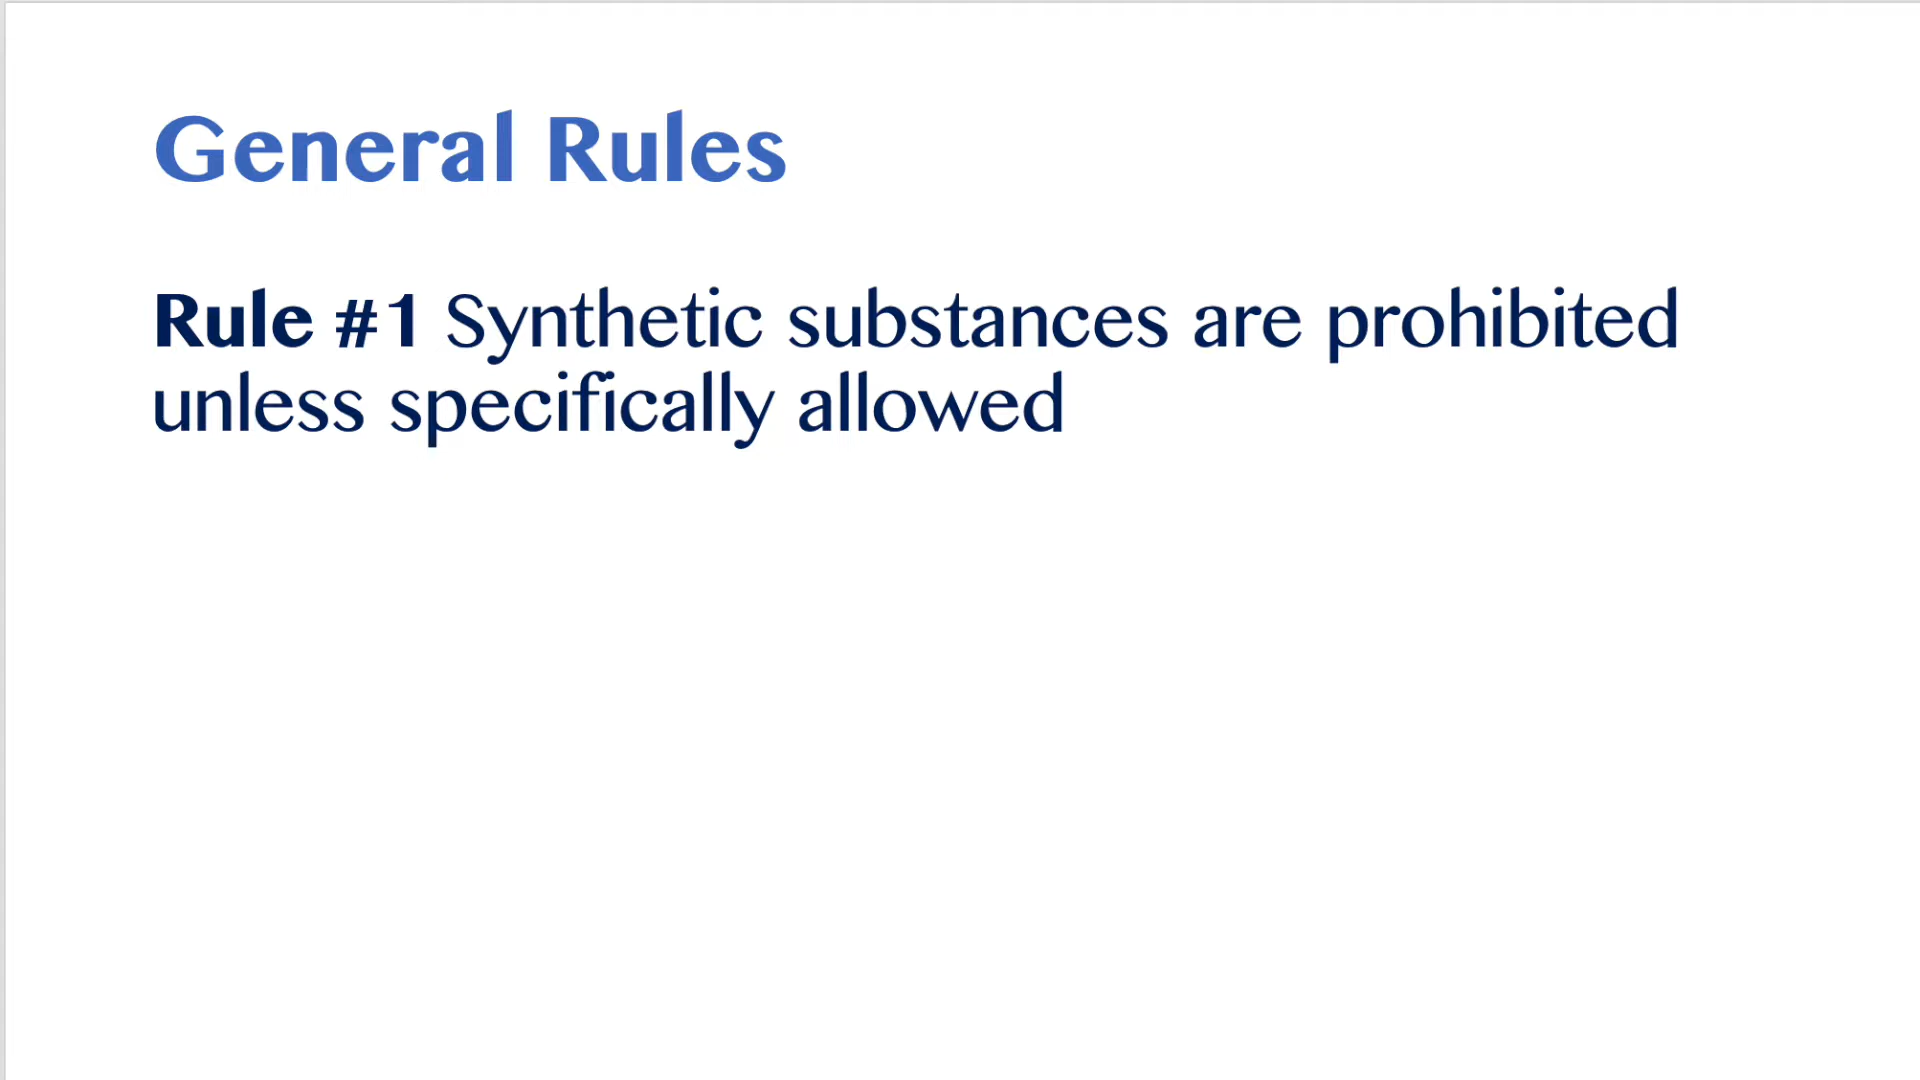 General Rules
Rule #1 Synthetic substances are prohibited
unless specifically allowed